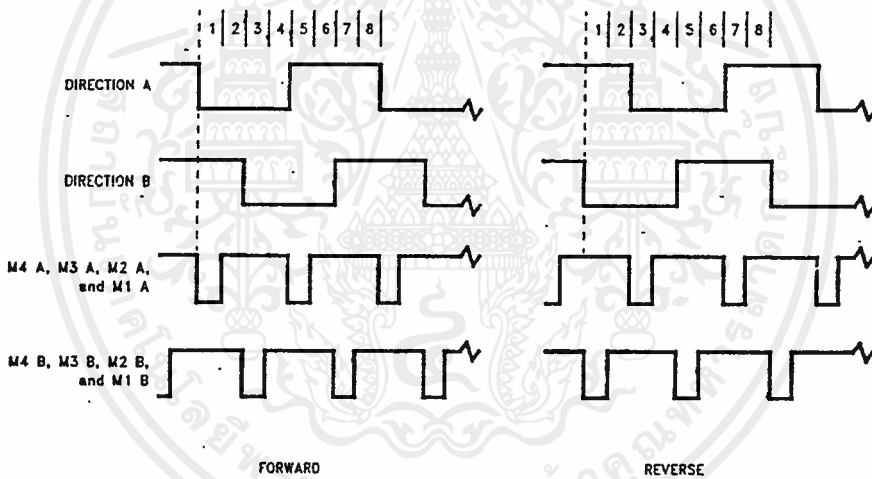 1 2 3 4 5 6 7 8
1 2 3 4 5 6 7 8
DIRECTION A
DIRECTION B
M4 A, M3 A, M2 A,
and M1 A
M4 B, M3 B, M2 B,
and M1 B
FORWARD
REVERSE